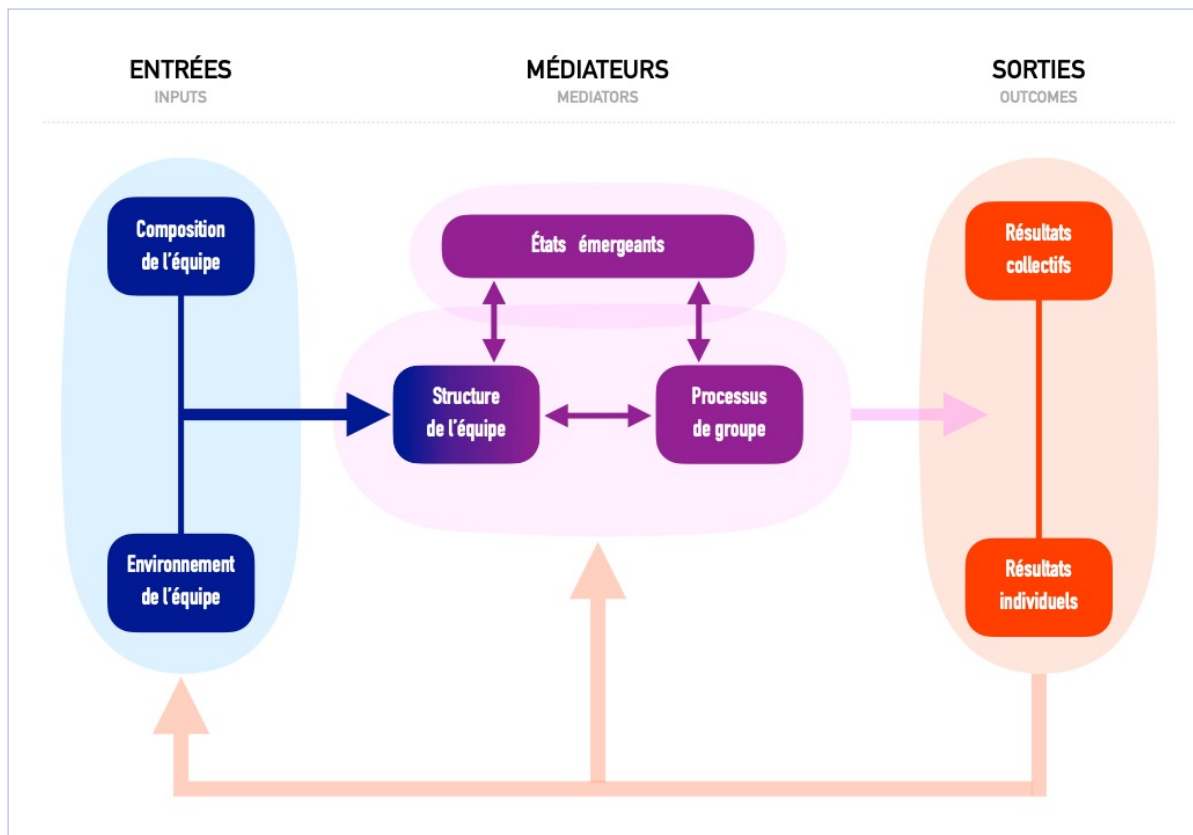 ENTRÉES
INPUTS
MÉDIATEURS
MEDIATORS
SORTIES
OUTCOMES
Composition
de l'équipe
Environnement
de l'équipe
États émergeants
Structure
de l'équipe
Processus
de groupe
Résultats
collectifs
Résultats
individuels